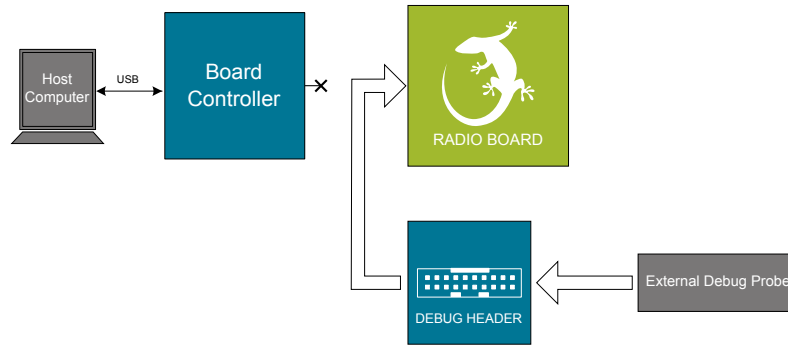 Host
Computer
USB
Board
Controller
RADIO BOARD
DEBUG HEADER
External Debug Probe